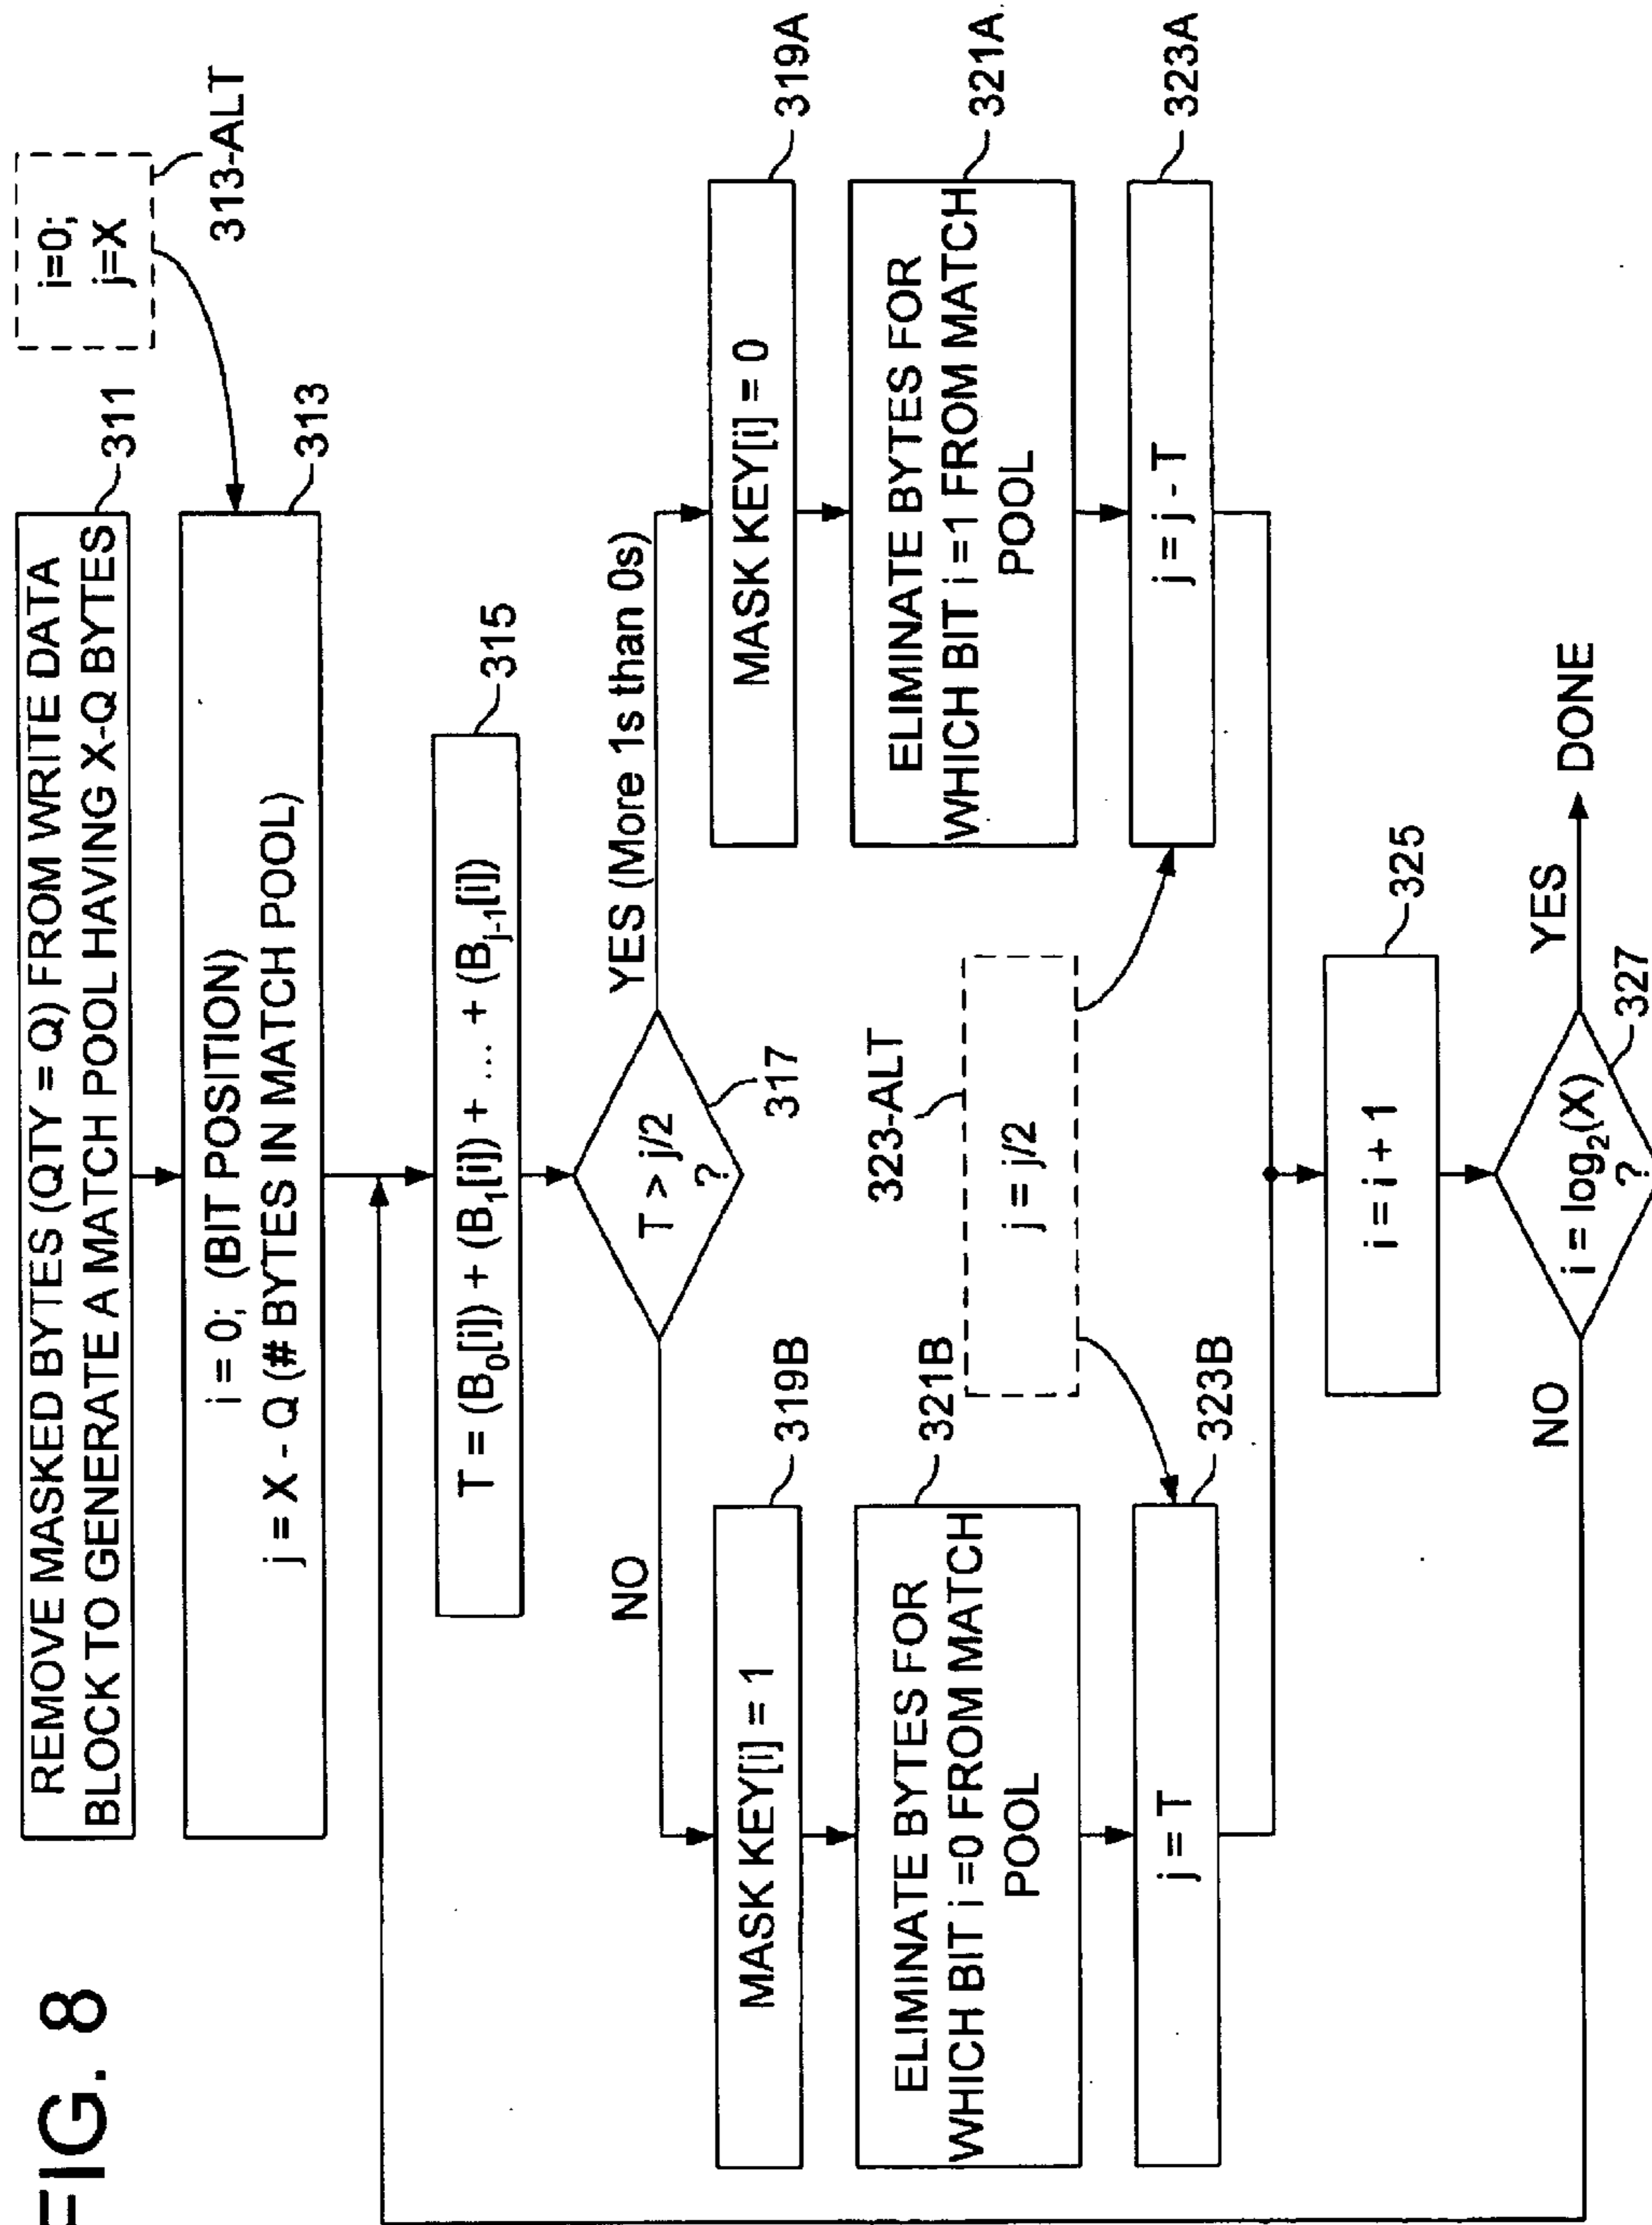 FIG. 8
REMOVE MASKED BYTES (QTY = Q) FROM WRITE DATA
BLOCK TO GENERATE A MATCH POOL HAVING X-Q BYTES
311
i=0;
j=X
313-ALT
i = 0; (BIT POSITION)
j = X - Q (# BYTES IN MATCH POOL)
313
T = (B0[i]) + (B1[i]) + ... + (Bj-1[i])
315
T > j/2
?
317
NO
YES (More 1s than 0s)
MASK KEY[i] = 1
319B
MASK KEY[i] = 0
319A
ELIMINATE BYTES FOR
WHICH BIT i =0 FROM MATCH
POOL
321B
ELIMINATE BYTES FOR
WHICH BIT i =1 FROM MATCH
POOL
321A
323-ALT
j = j/2
j = T
323B
j = j - T
323A
i = i + 1
325
i = log2(X)
?
327
NO
YES
DONE